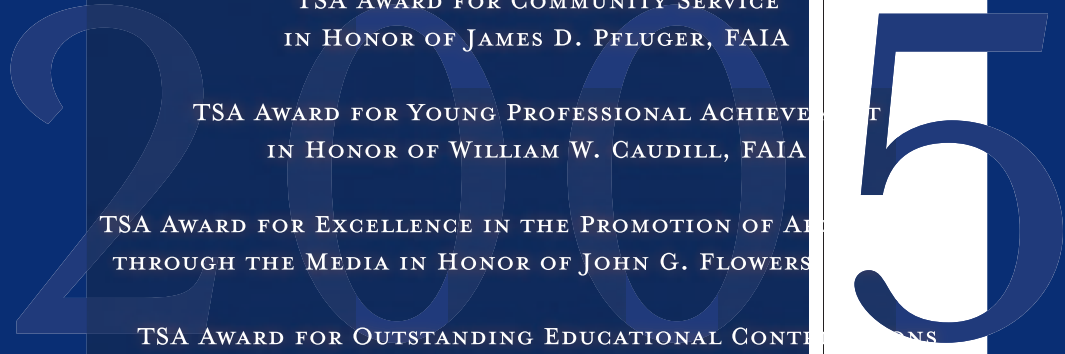 TSA Award for Community Service
in Honor of James D. Pfluger, FAIA
TSA Award for Young Professional
in Honor of William W. Caudill, FAIA
TSA Award for Excellence in the Promotion of
through the Media in Honor of John G. Flowers
TSA Award for Outstanding Educational
2005